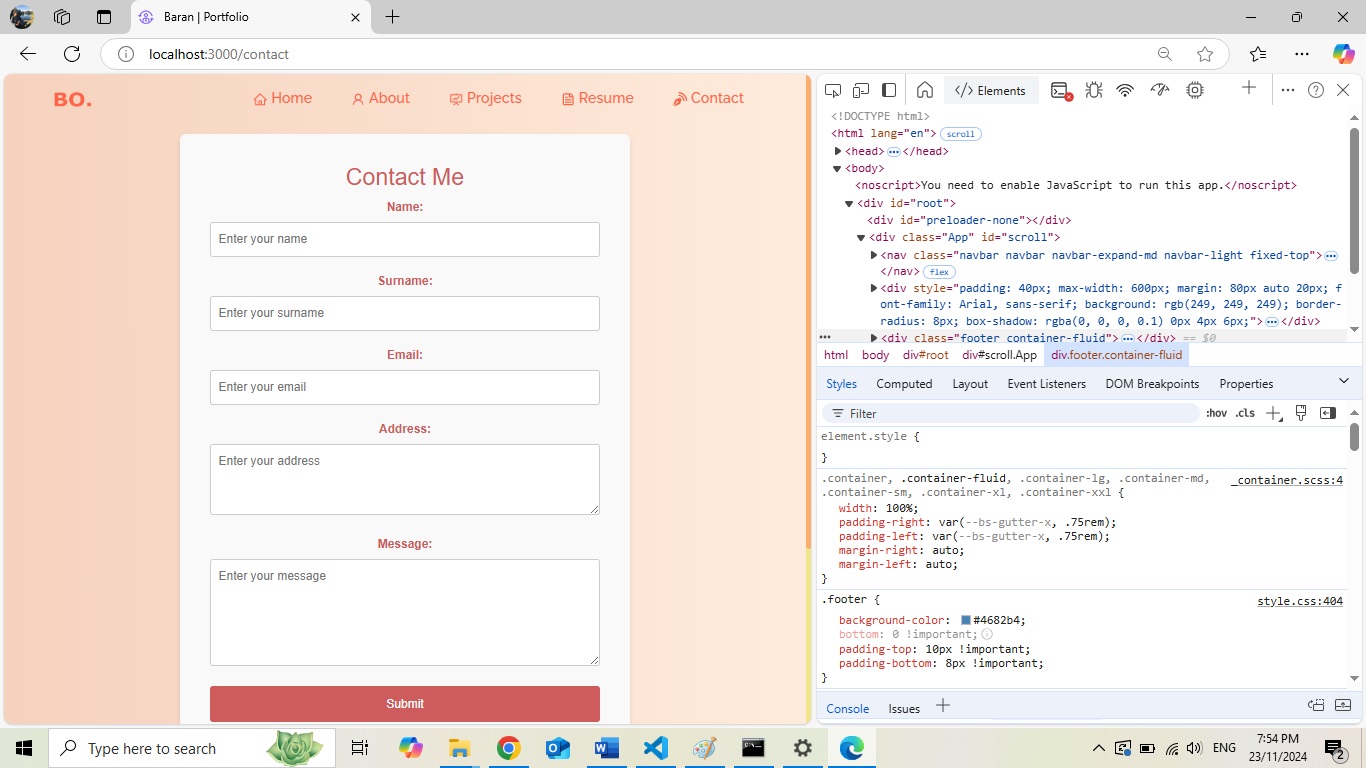 Baran | Portfolio
localhost:3000/contact
BO.
Home
About
Projects
Resume
Contact
Contact Me
Name:
Enter your name
Surname:
Enter your surname
Email:
Enter your email
Address:
Enter your address
Message:
Enter your message
Submit
</> Elements
<!DOCTYPE html>
<html lang="en"> scroll
<head> ••• </head>
<body>
<noscript>You need to enable JavaScript to run this app.</noscript>
<div id="root">
<div id="preloader-none"></div>
<div class="App" id="scroll">
<nav class="navbar navbar navbar-expand-md navbar-light fixed-top"> •••
</nav> flex
<div style="padding: 40px; max-width: 600px; margin: 80px auto 20px; f
ont-family: Arial, sans-serif; background: rgb(249, 249, 249); border-
radius: 8px; box-shadow: rgba(0, 0, 0, 0.1) 0px 4px 6px;"> ••• </div>
<div class="footer container-fluid"> ••• </div> == $0
html body div#root div#scroll.App div.footer.container-fluid
Styles Computed Layout Event Listeners DOM Breakpoints Properties
Filter
:hov .cls
element.style {
}
.container, .container-fluid, .container-lg, .container-md, _container.scss:4
.container-sm, .container-xl, .container-xxl {
width: 100%;
padding-right: var(--bs-gutter-x, .75rem);
padding-left: var(--bs-gutter-x, .75rem);
margin-right: auto;
margin-left: auto;
}
.footer { style.css:404
background-color: #4682b4;
bottom: 0 !important;
padding-top: 10px !important;
padding-bottom: 8px !important;
}
Console Issues
Type here to search
ENG
7:54 PM
23/11/2024
2